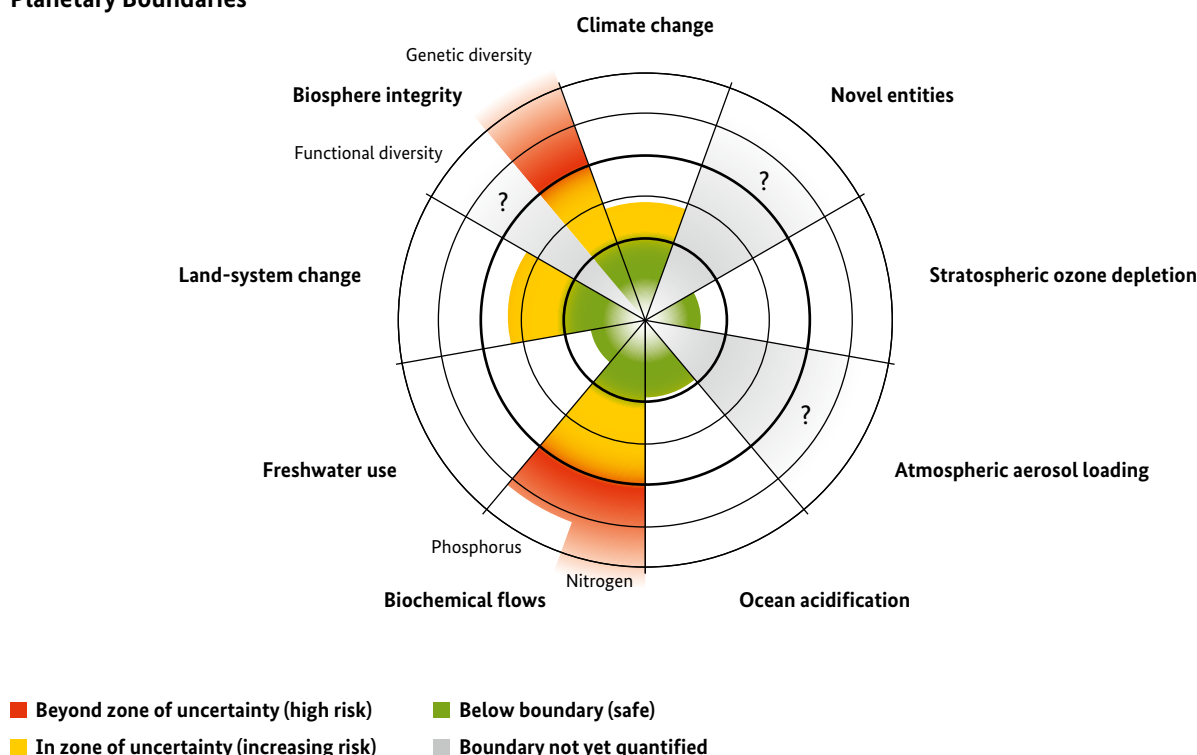 Planetary Boundaries
Climate change
Genetic diversity
Biosphere integrity
Novel entities
Functional diversity
?
?
Land-system change
Stratospheric ozone depletion
?
Freshwater use
Atmospheric aerosol loading
Phosphorus
Nitrogen
Biochemical flows
Ocean acidification
Beyond zone of uncertainty (high risk)
Below boundary (safe)
In zone of uncertainty (increasing risk)
Boundary not yet quantified